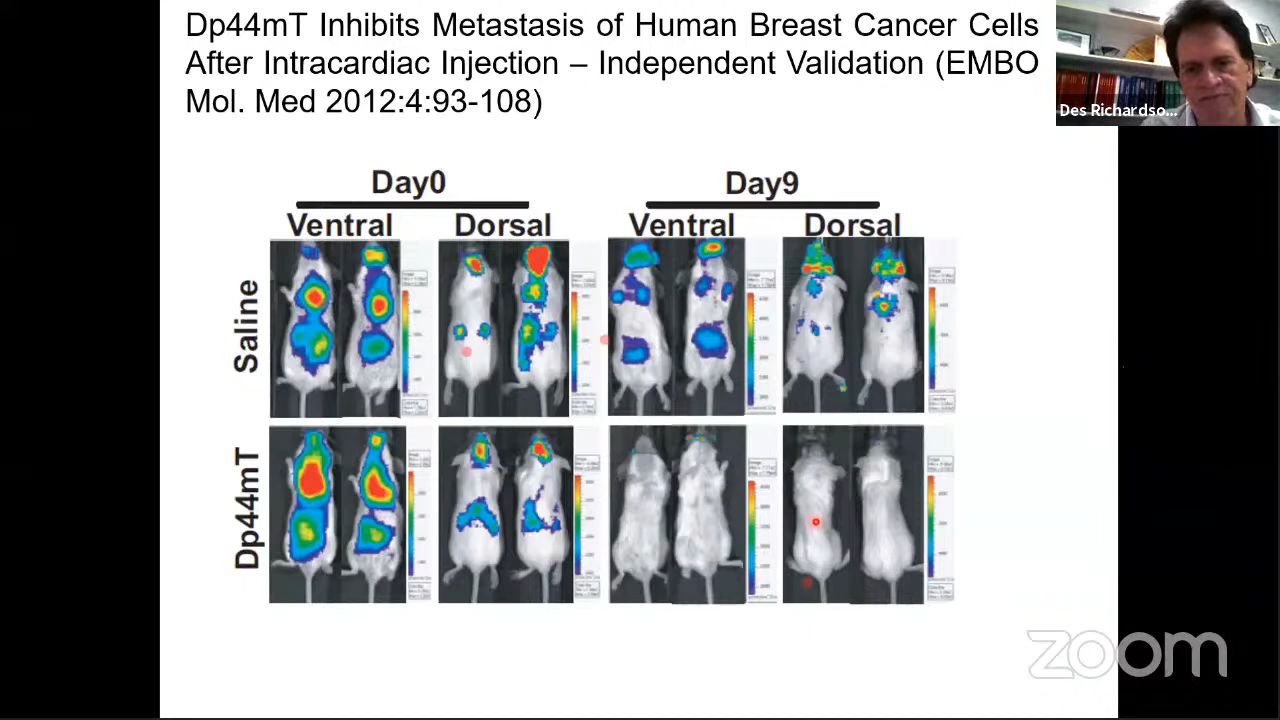 Dp44mT Inhibits Metastasis of Human Breast Cancer Cells
After Intracardiac Injection – Independent Validation (EMBO
Mol. Med 2012:4:93-108)
Des Richardso...
Day0
Day9
Ventral
Dorsal
Ventral
Dorsal
Saline
Dp44mT
zoom